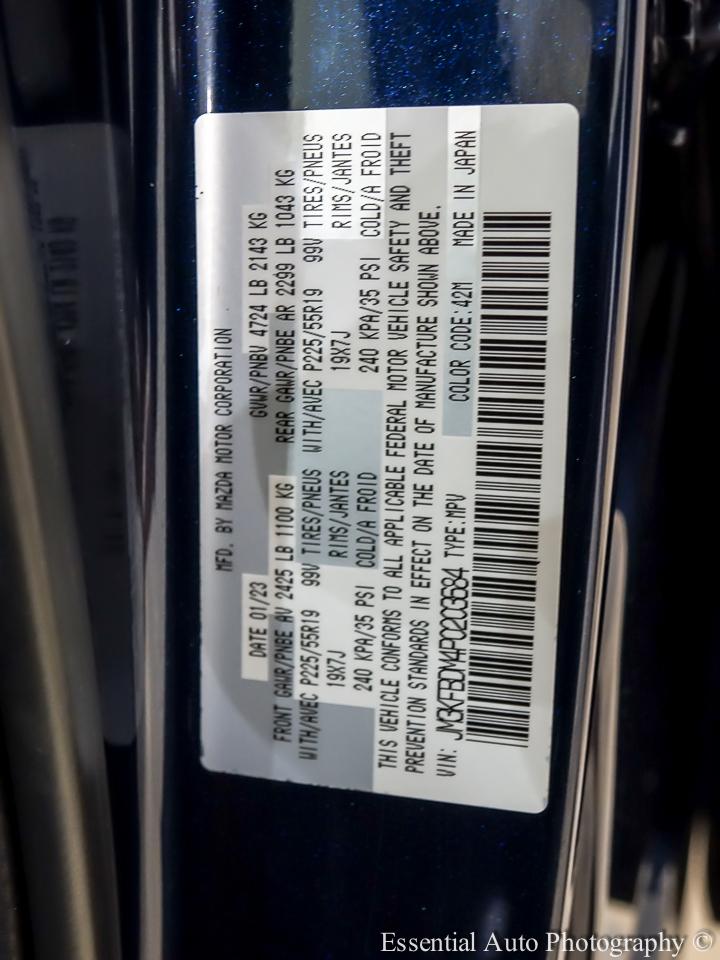 MFD. BY MAZDA MOTOR CORPORATION
DATE 01/23 GVWR/PNBV 4724 LB 2143 KG
FRONT GAWR/PNBE AV 2425 LB 1100 KG REAR GAWR/PNBE AR 2299 LB 1043 KG
WITH/AVEC P225/55R19 99V TIRES/PNEUS WITH/AVEC P225/55R19 99V TIRES/PNEUS
19X7J RIMS/JANTES 19X7J RIMS/JANTES
240 KPA/35 PSI COLD/A FROID 240 KPA/35 PSI COLD/A FROID
THIS VEHICLE CONFORMS TO ALL APPLICABLE FEDERAL MOTOR VEHICLE SAFETY AND THEFT
PREVENTION STANDARDS IN EFFECT ON THE DATE OF MANUFACTURE SHOWN ABOVE.
VIN: JM3KFBDM4P0203684 TYPE:MPV COLOR CODE:42M MADE IN JAPAN
Essential Auto Photography ©